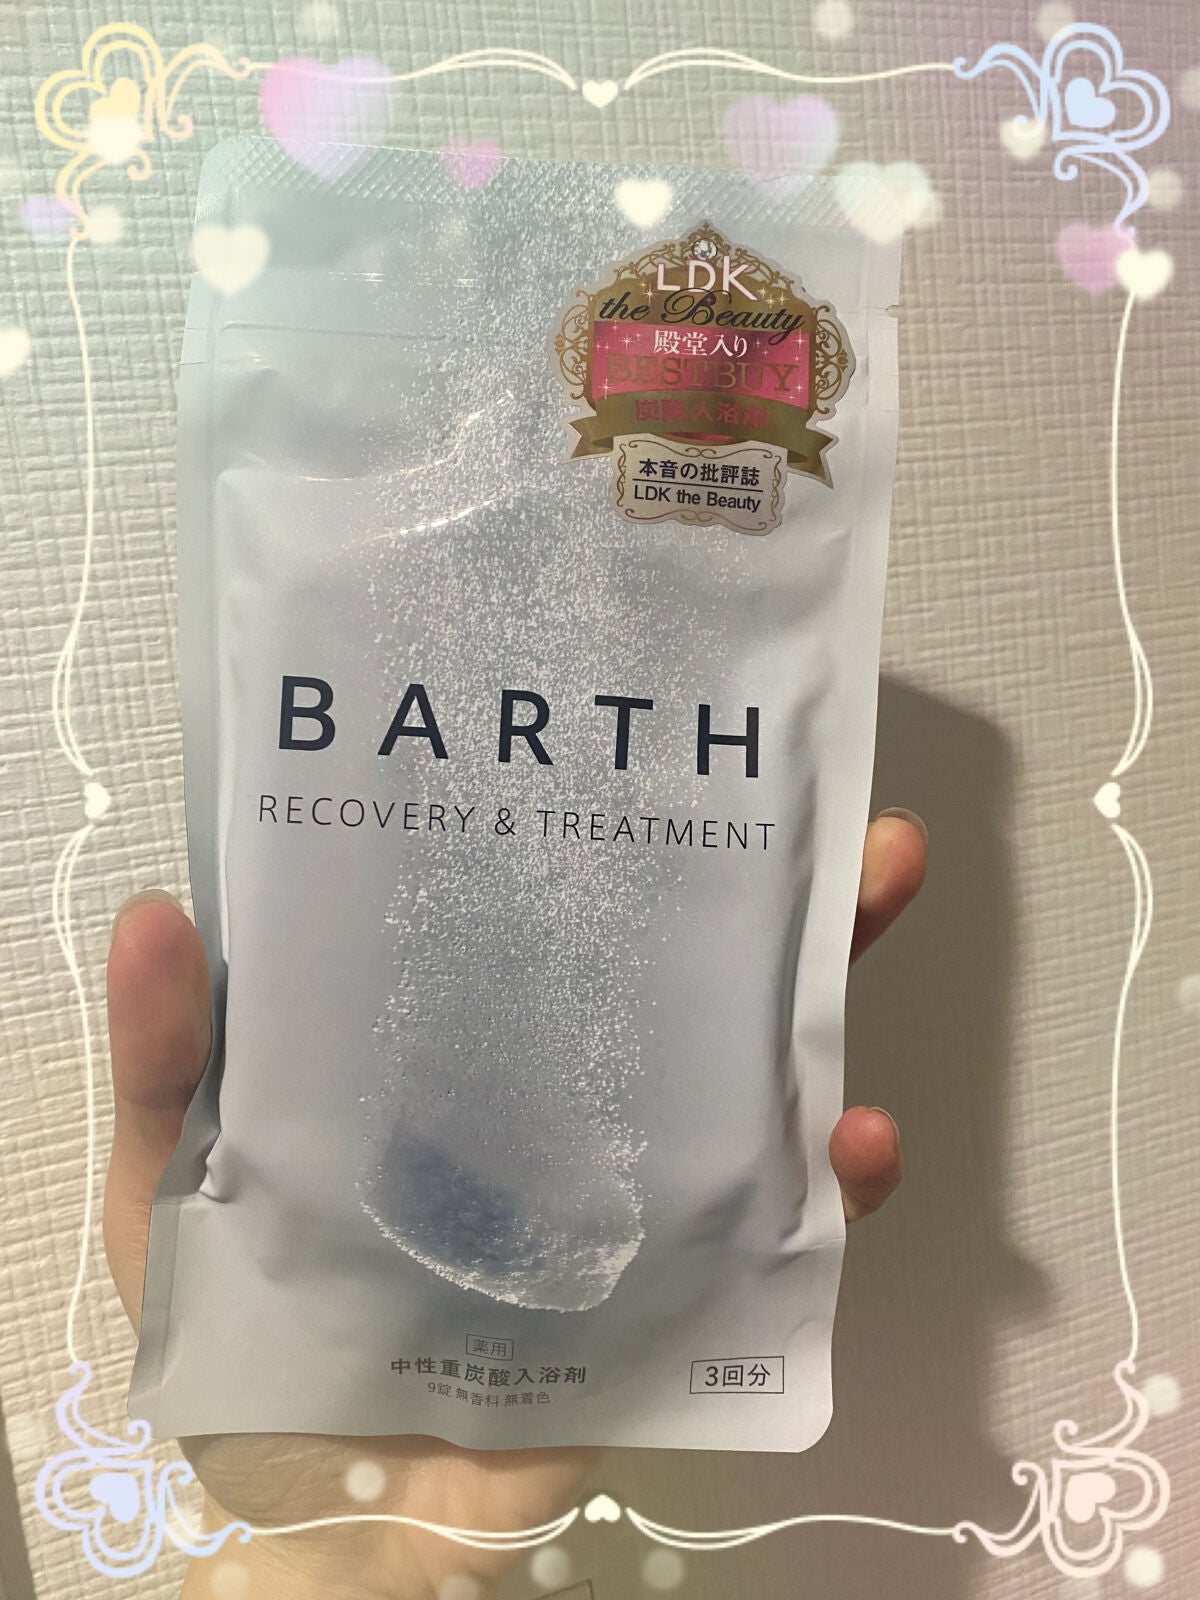 LDK
the Beauty
殿堂入り
BESTBUY
炭酸入浴剤
本音の批評誌
LDK the Beauty
BARTH
RECOVERY & TREATMENT
薬用
中性重炭酸入浴剤
9錠 無香料 無着色
3回分